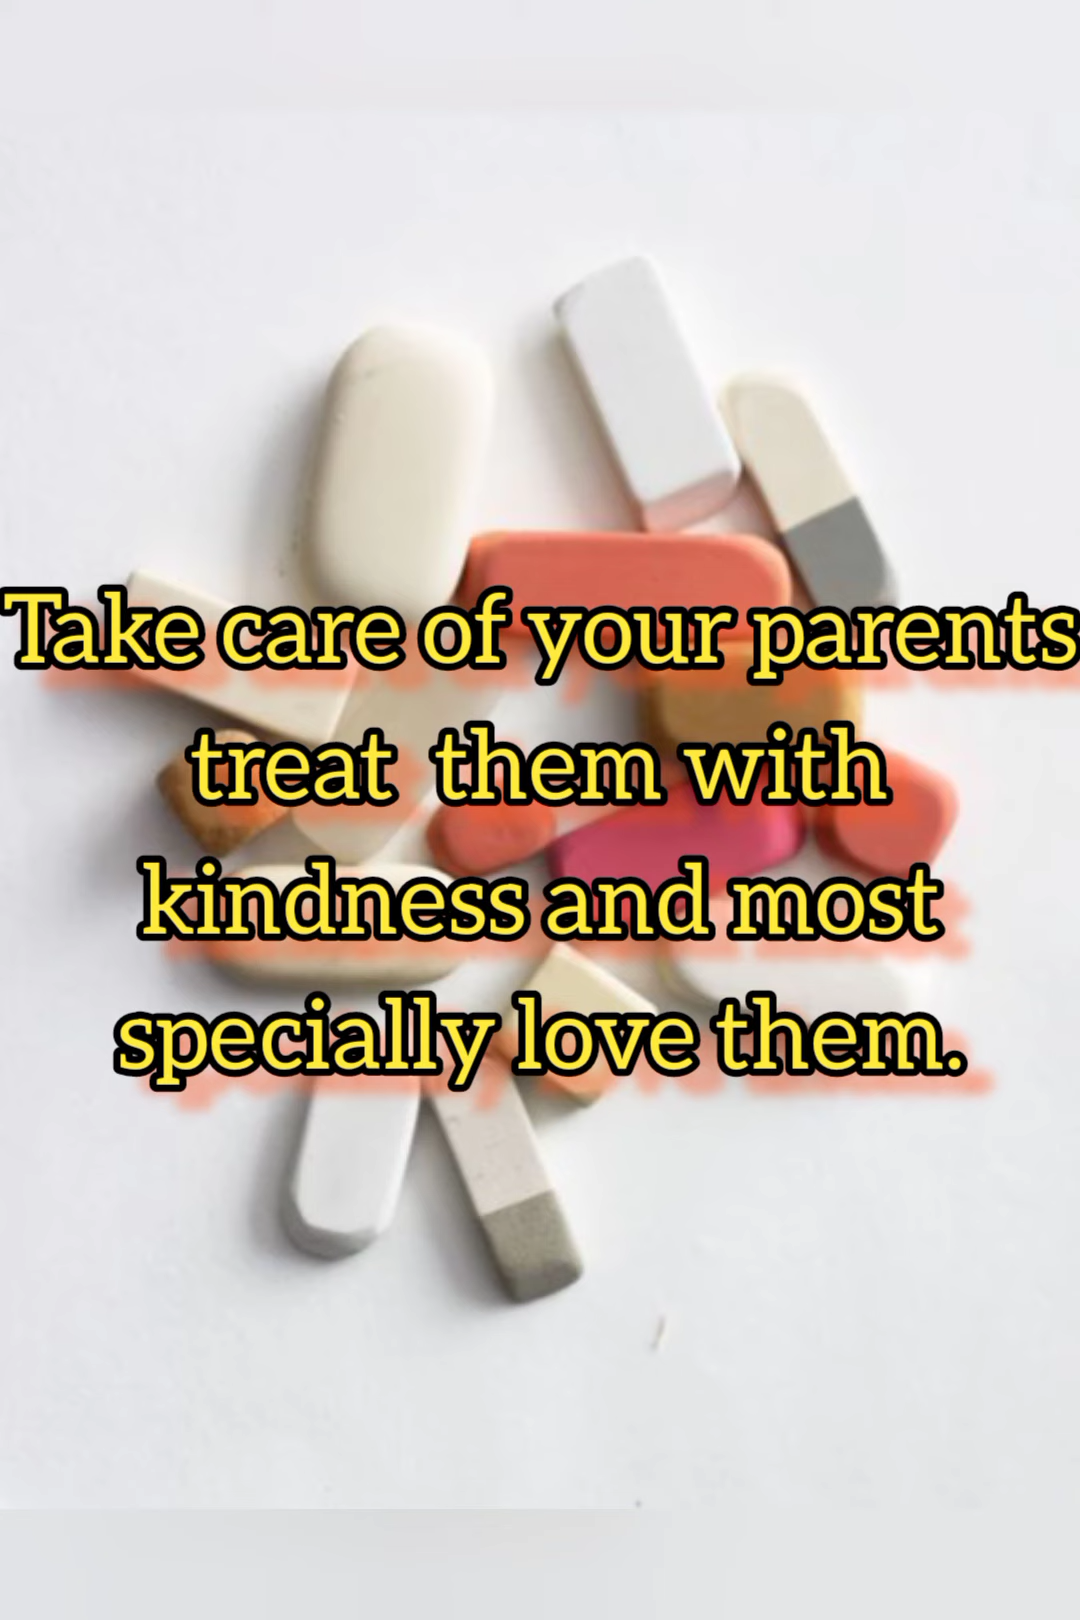 Take care of your parents
treat them with
kindness and most
specially love them.